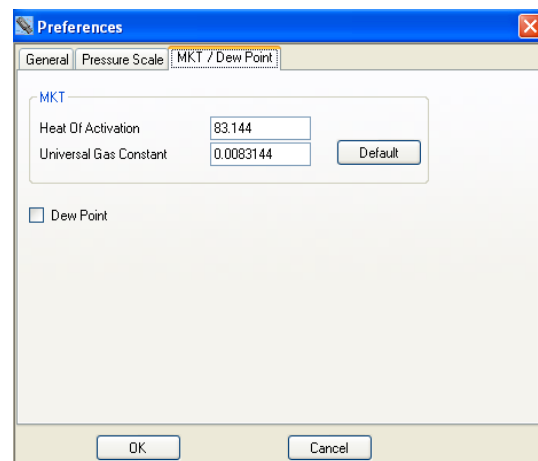 Preferences
General Pressure Scale MKT / Dew Point
MKT
Heat Of Activation 83.144
Universal Gas Constant 0.0083144 Default
Dew Point
OK Cancel